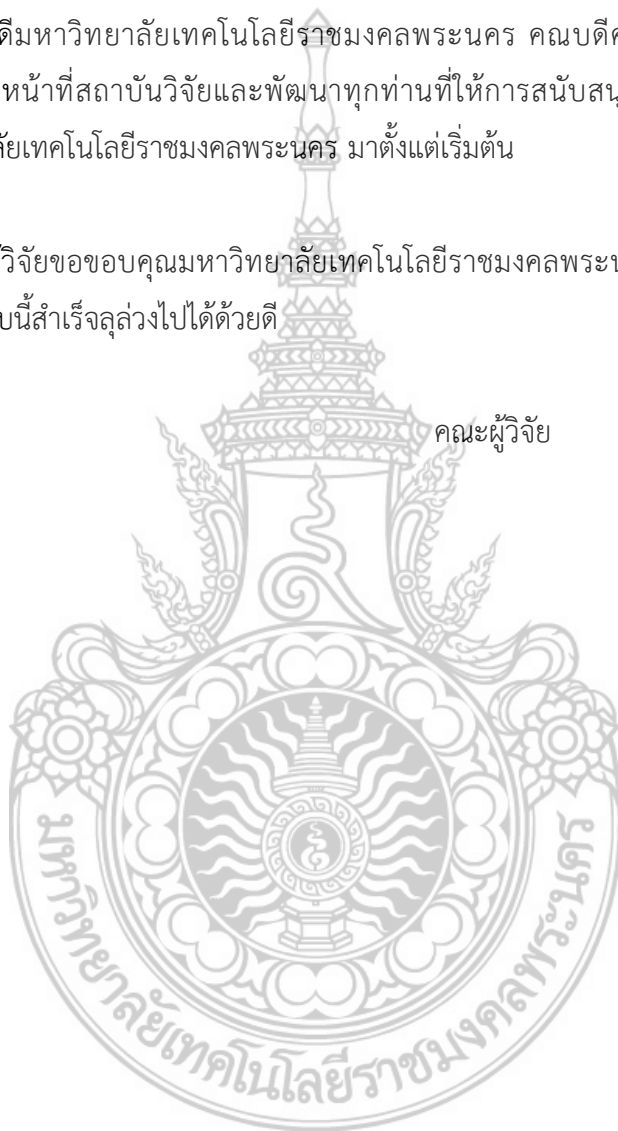 ดีมหาวิทยาลัยเทคโนโลยีราชมงคลพระนคร คณบดี
หน้าที่สถาบันวิจัยและพัฒนาทุกท่านที่ให้การสนับสนุ
ลัยเทคโนโลยีราชมงคลพระนคร มาตั้งแต่เริ่มต้น
วิจัยขอขอบคุณมหาวิทยาลัยเทคโนโลยีราชมงคลพระน
บนี้สำเร็จลุล่วงไปได้ด้วยดี
คณะผู้วิจัย
มหาวิทยาลัยเทคโนโลยีราชมงคลพระนคร